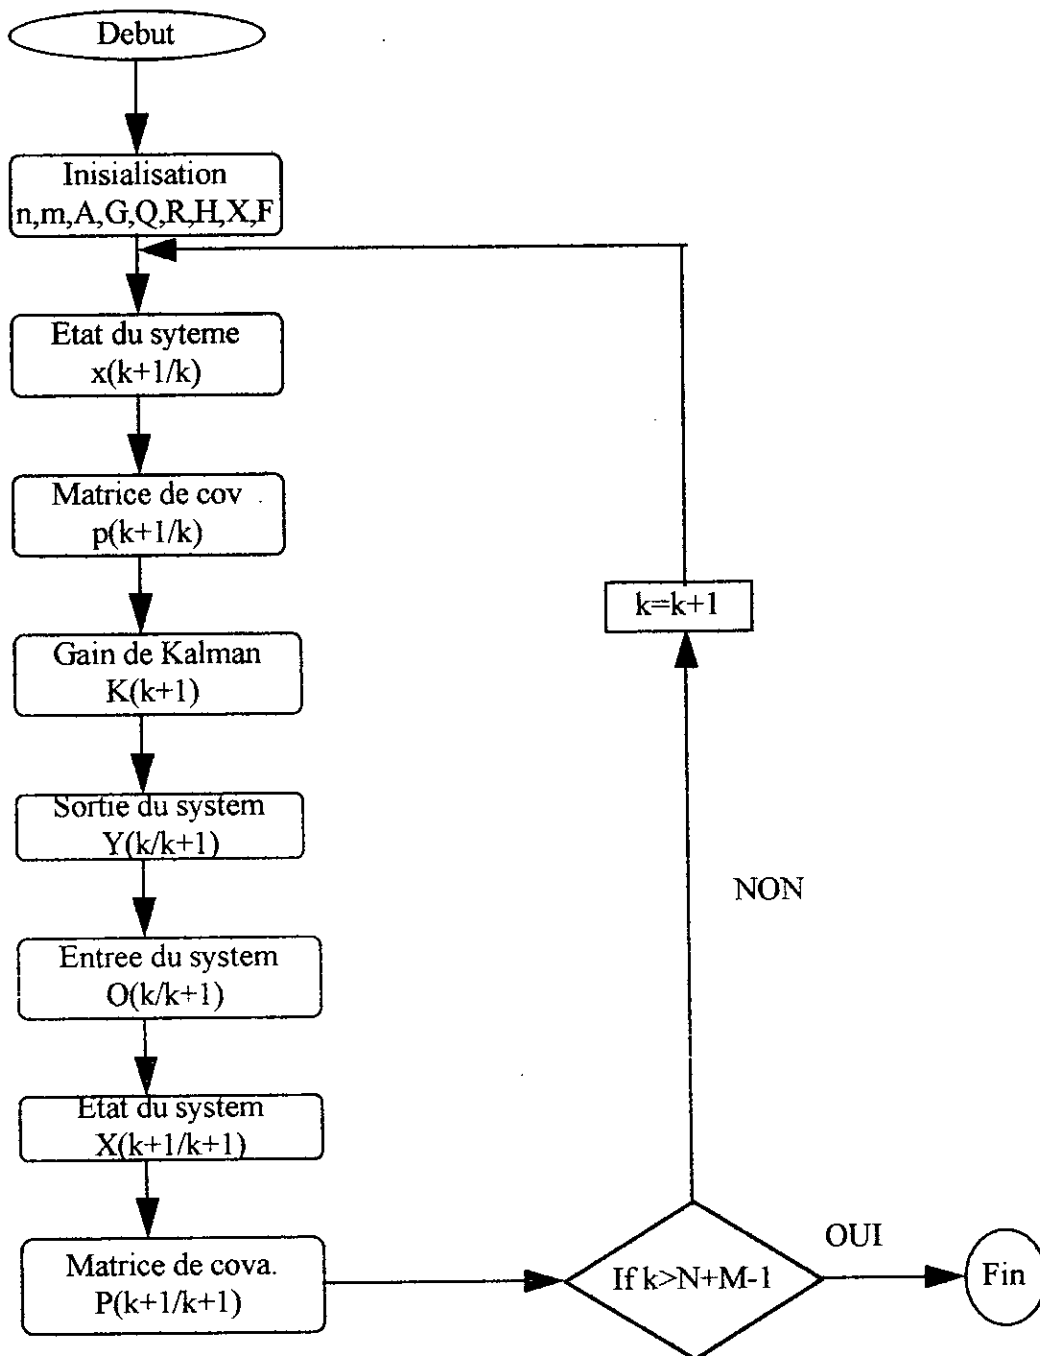 Debut
Inisialisation
n,m,A,G,Q,R,H,X,F
Etat du syteme
x(k+1/k)
Matrice de cov
p(k+1/k)
Gain de Kalman
K(k+1)
Sortie du system
Y(k/k+1)
Entree du system
O(k/k+1)
Etat du system
X(k+1/k+1)
Matrice de cova.
P(k+1/k+1)
If k>N+M-1
OUI
Fin
NON
k=k+1